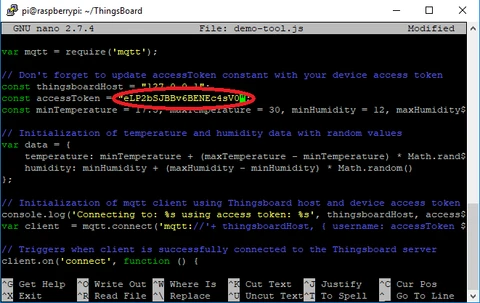 pi@raspberrypi: ~/ThingsBoard
GNU nano 2.7.4 File: demo-tool.js Modified
var mqtt = require('mqtt');
// Don't forget to update accessToken constant with your device access token
const thingsboardHost = "127.0.0.1";
const accessToken = "eLP2bSJBBv6BENEc4sV0";
const minTemperature = 17.5, maxTemperature = 30, minHumidity = 12, maxHumidity$
// Initialization of temperature and humidity data with random values
var data = {
temperature: minTemperature + (maxTemperature - minTemperature) * Math.rand$
humidity: minHumidity + (maxHumidity - minHumidity) * Math.random()
};
// Initialization of mqtt client using Thingsboard host and device access token
console.log('Connecting to: %s using access token: %s', thingsboardHost, access$
var client = mqtt.connect('mqtt://'+ thingsboardHost, { username: accessToken $
// Triggers when client is successfully connected to the Thingsboard server
client.on('connect', function () {
^G Get Help ^O Write Out ^W Where Is ^K Cut Text ^J Justify ^C Cur Pos
^X Exit ^R Read File ^\ Replace ^U Uncut Text ^T To Spell ^_ Go To Line